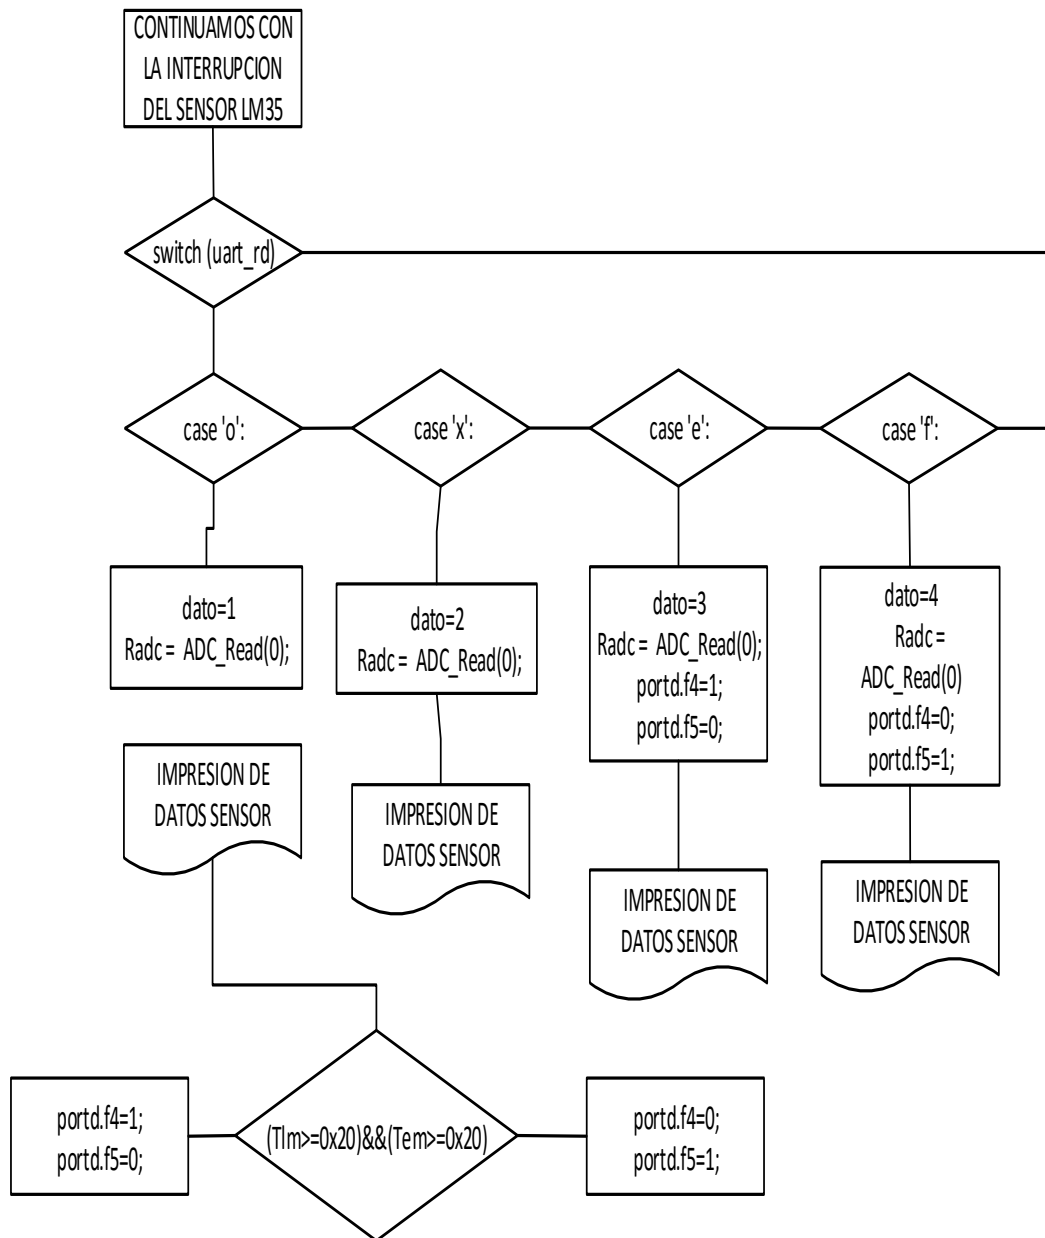 CONTINUAMOS CON
LA INTERRUPCION
DEL SENSOR LM35
switch (uart_rd)
case 'o':
case 'x':
case 'e':
case 'f':
dato=1
Radc = ADC_Read(0);
dato=2
Radc = ADC_Read(0);
dato=3
Radc = ADC_Read(0);
portd.f4=1;
portd.f5=0;
dato=4
Radc =
ADC_Read(0)
portd.f4=0;
portd.f5=1;
IMPRESION DE
DATOS SENSOR
IMPRESION DE
DATOS SENSOR
IMPRESION DE
DATOS SENSOR
IMPRESION DE
DATOS SENSOR
portd.f4=1;
portd.f5=0;
(Tlm>=0x20)&&(Tem>=0x20)
portd.f4=0;
portd.f5=1;